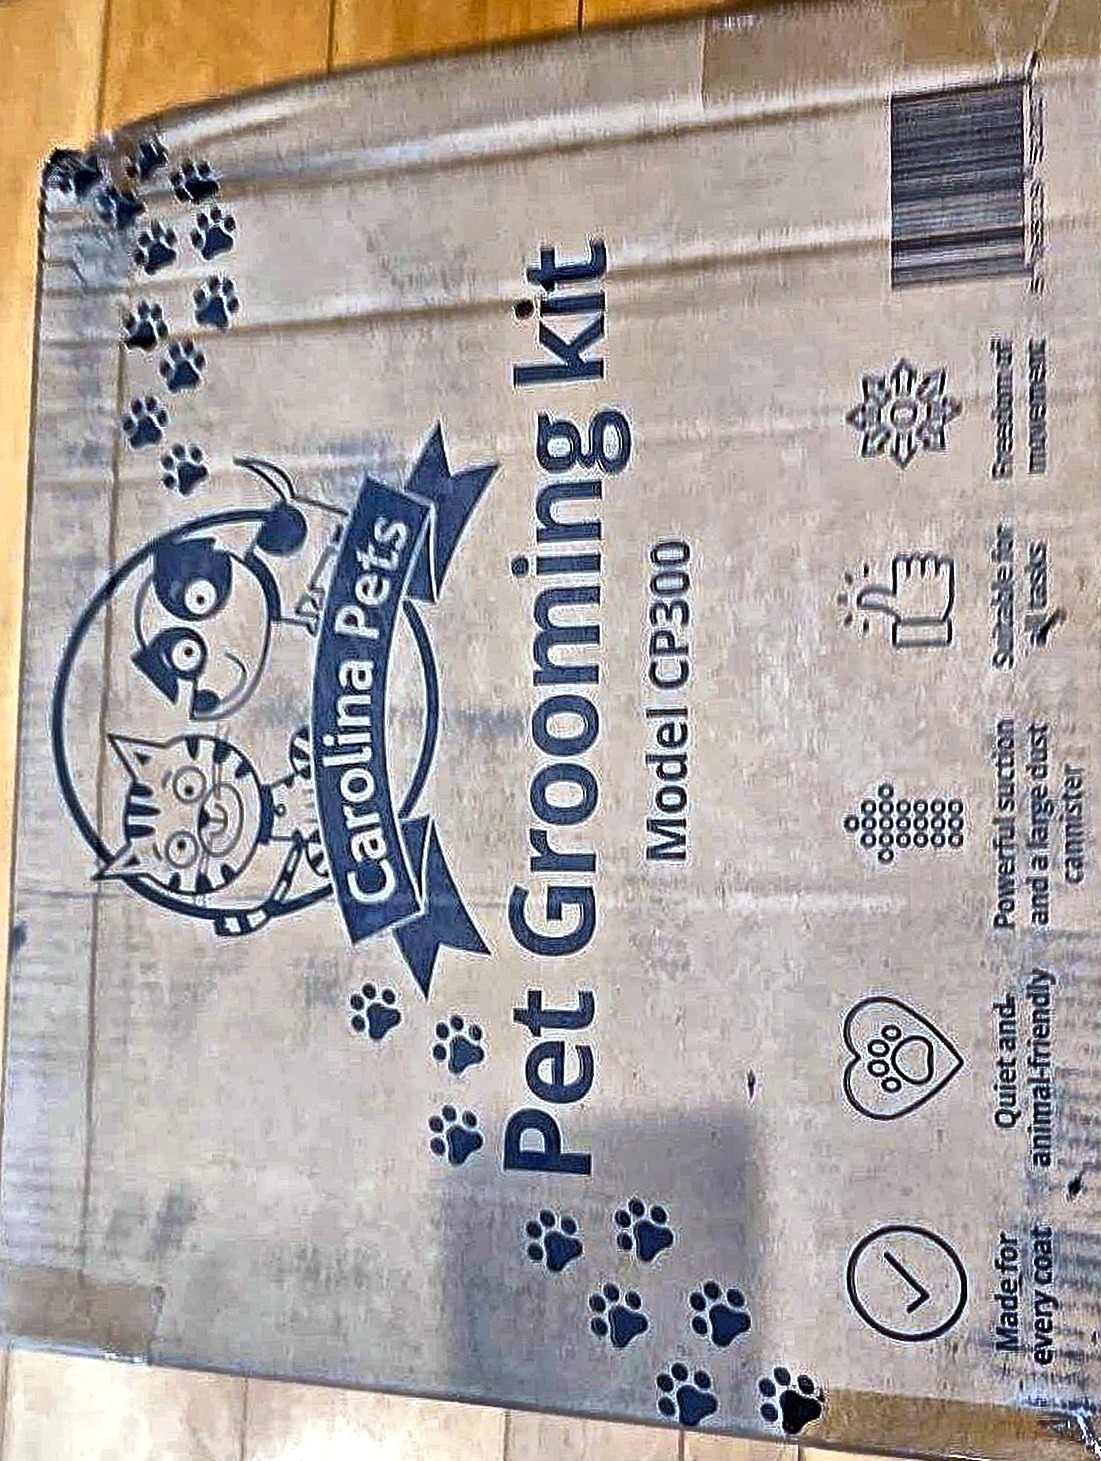 Carolina Pets
Pet Grooming kit
Model CP300
Made for
every coat
Quiet and
animal-friendly
Powerful suction
and a large dust
cannister
Suitable for
all tasks
Freedom of
movement